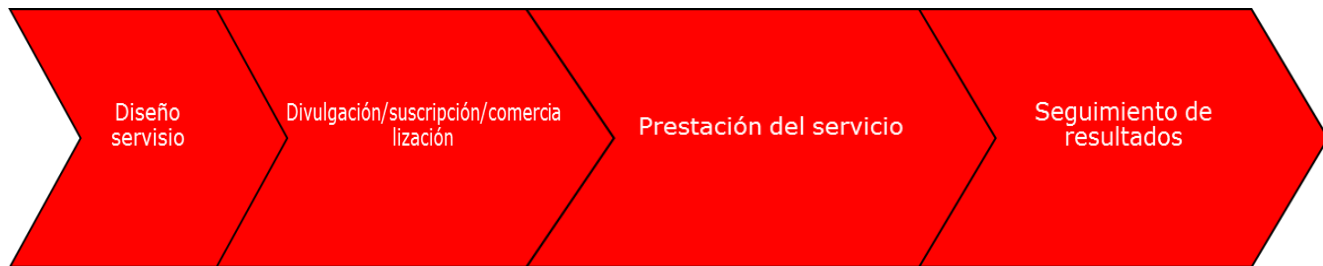 Diseño
servisio
Divulgación/suscripción/comercia
lización
Prestación del servicio
Seguimiento de
resultados